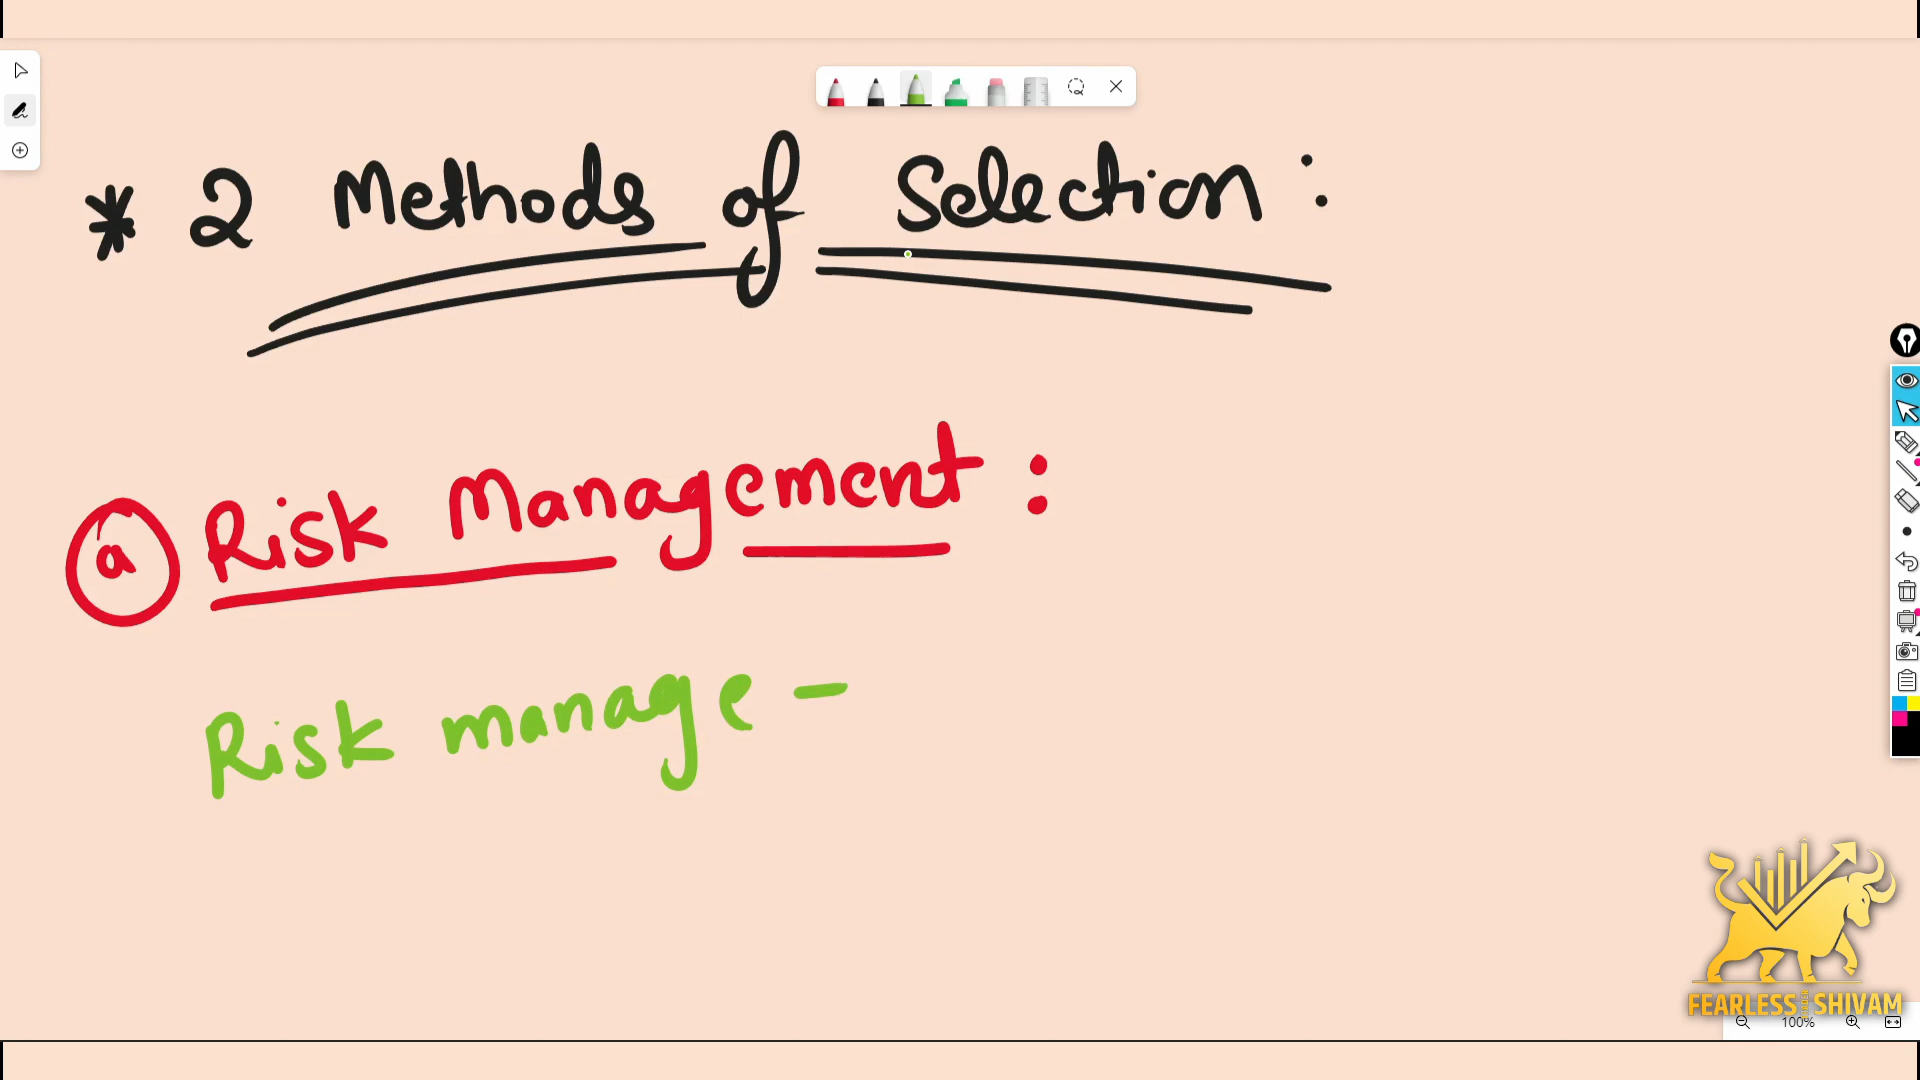 * 2 Methods of Selection :
a Risk Management :
Risk manage -
FEARLESS SHIVAM
100%